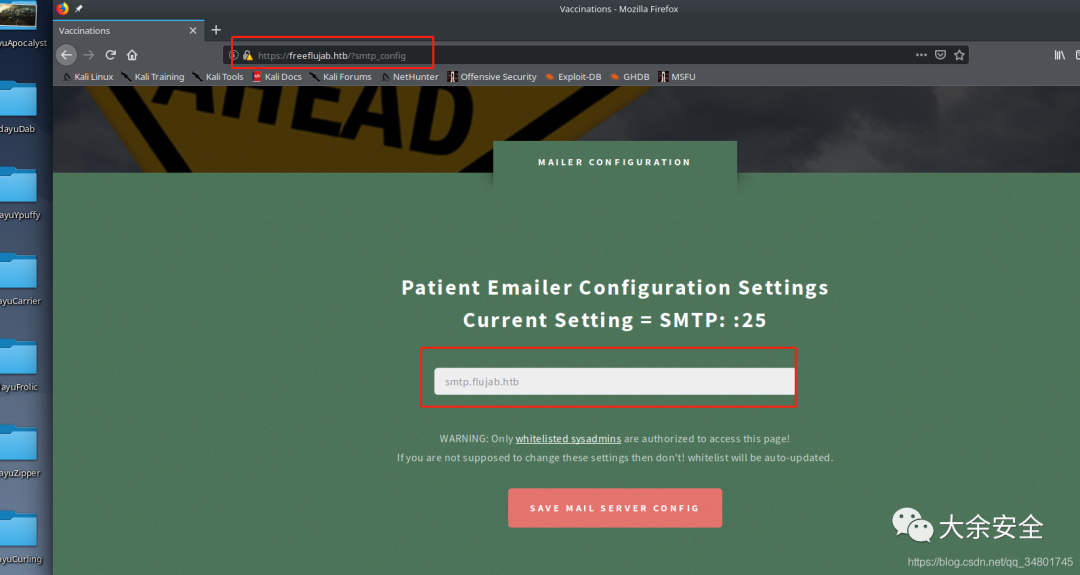 Vaccinations - Mozilla Firefox
Vaccinations
https://freeflujab.htb/?smtp_config
Kali Linux Kali Training Kali Tools Kali Docs Kali Forums NetHunter Offensive Security Exploit-DB GHDB MSFU
yuApocalyst
dayuDab
ayuYpuffy
ayuCarrier
ayuFrolic
ayuZipper
ayuCurling
AHEAD
MAILER CONFIGURATION
Patient Emailer Configuration Settings
Current Setting = SMTP: :25
smtp.flujab.htb
WARNING: Only whitelisted sysadmins are authorized to access this page!
If you are not supposed to change these settings then don't! whitelist will be auto-updated.
SAVE MAIL SERVER CONFIG
大余安全
https://blog.csdn.net/qq_34801745